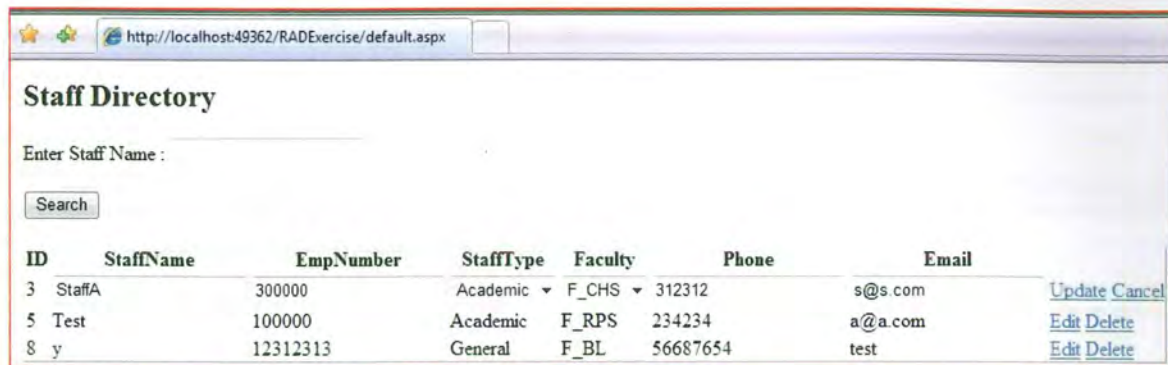 http://localhost:49362/RADExercise/default.aspx
Staff Directory
Enter Staff Name :
Search
ID StaffName EmpNumber StaffType Faculty Phone Email
3 StaffA 300000 Academic F_CHS 312312 s@s.com Update Cancel
5 Test 100000 Academic F_RPS 234234 a@a.com Edit Delete
8 y 12312313 General F_BL 56687654 test Edit Delete